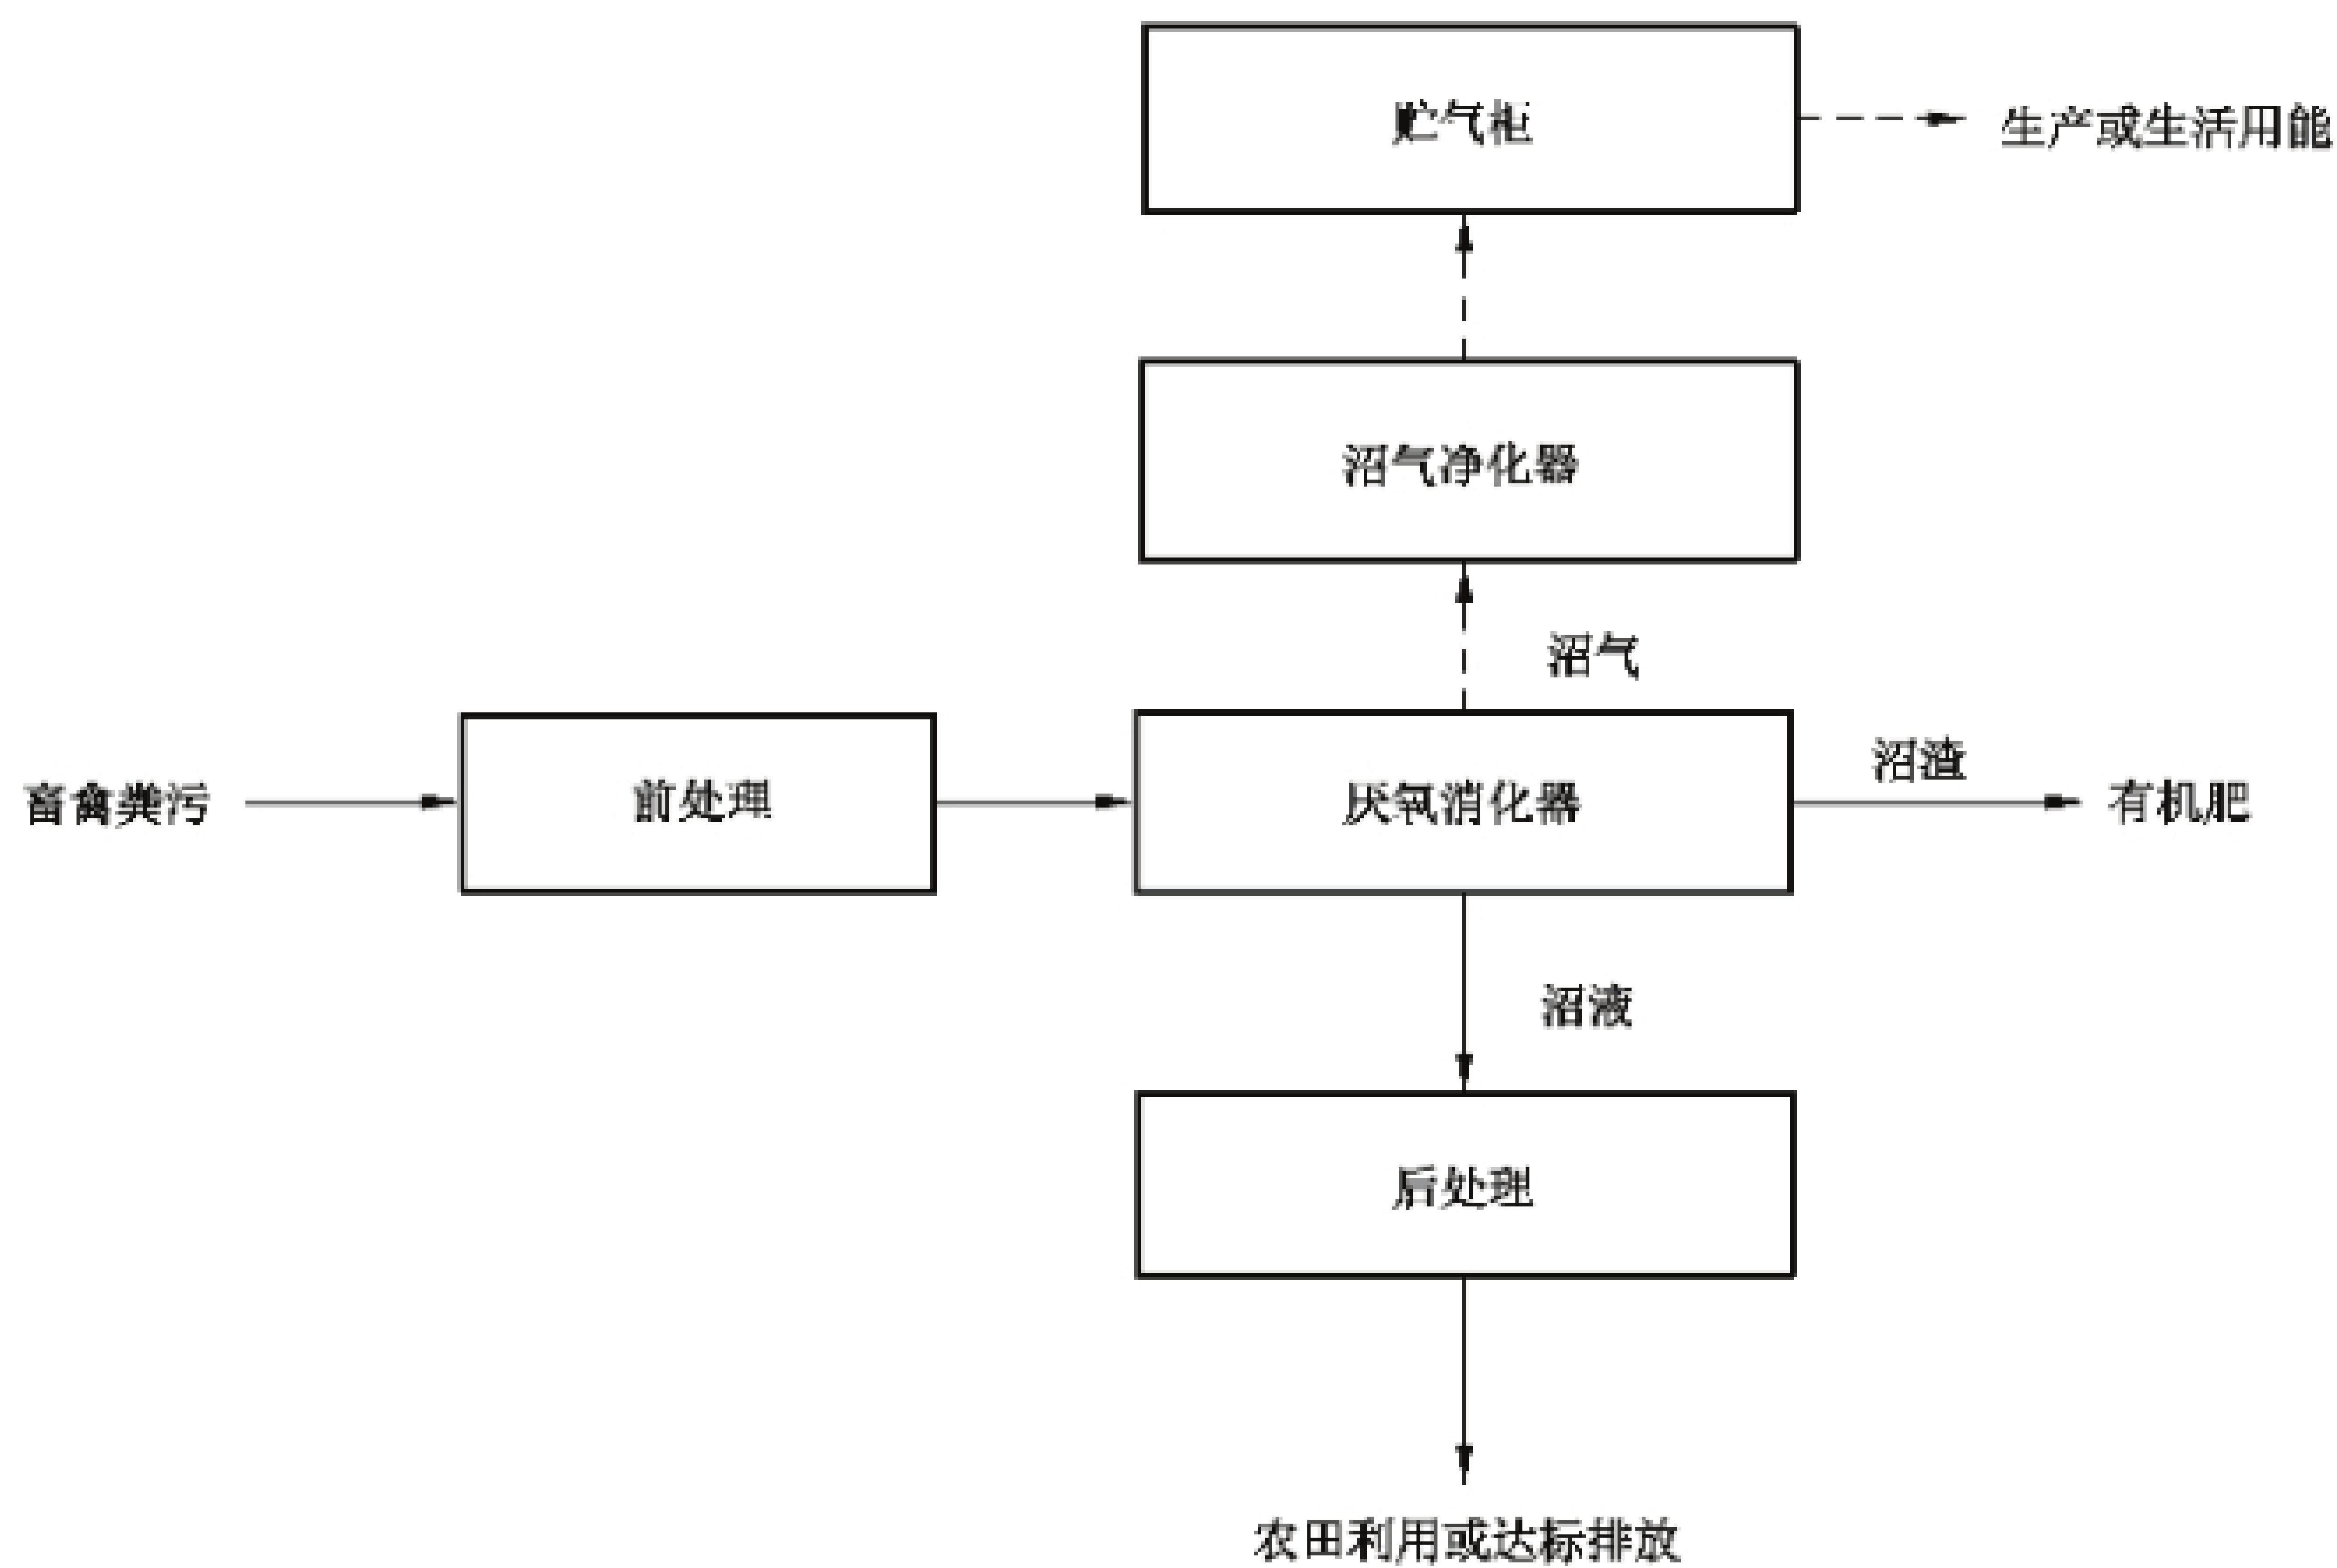 贮气柜
生产或生活用能
沼气净化器
沼气
畜禽粪污
前处理
厌氧消化器
沼渣
有机肥
沼液
后处理
农田利用或达标排放